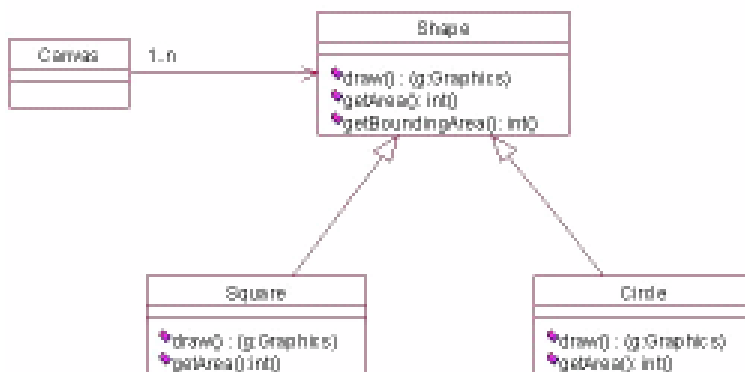 Shape
Canvas
1..n
draw() : (g:Graphics)
getArea(): int()
getBoundingArea(): int()
Square
Circle
draw() : (g:Graphics)
getArea():int()
draw() : (g:Graphics)
getArea(): int()